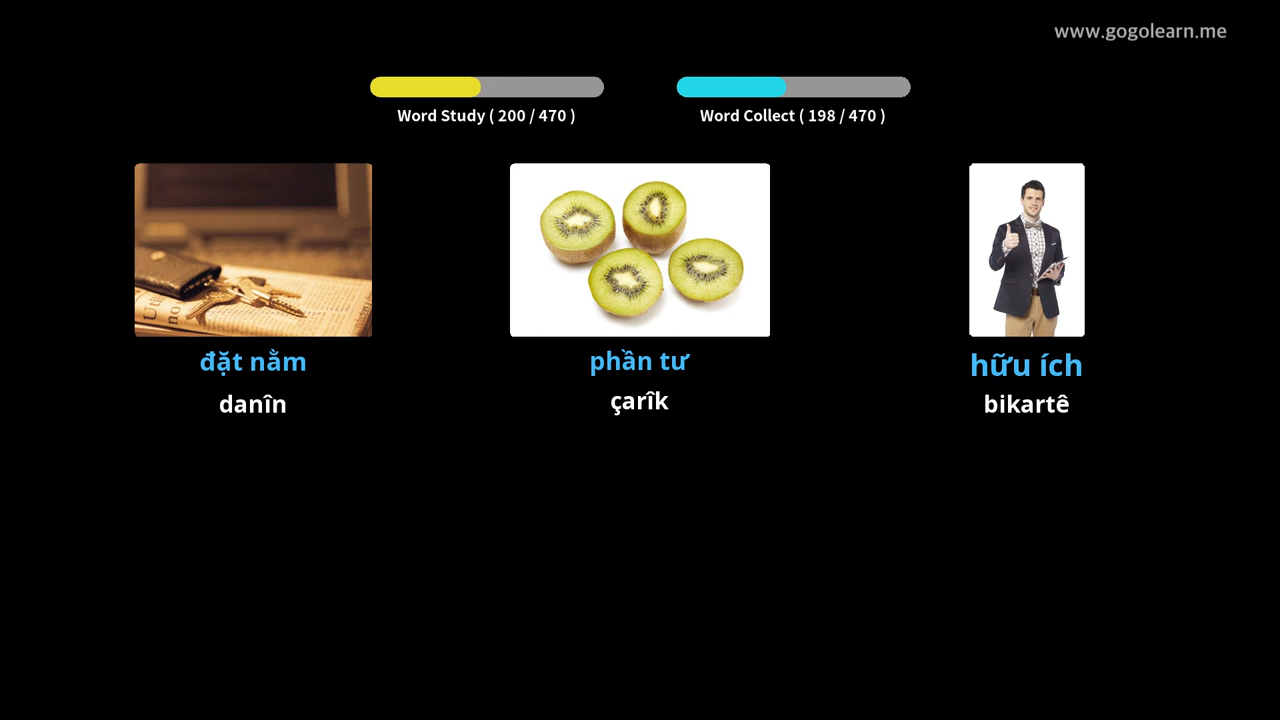 www.gogolearn.me
Word Study ( 200 / 470 )
Word Collect ( 198 / 470 )
đặt nằm
phần tư
hữu ích
danîn
çarîk
bikartê